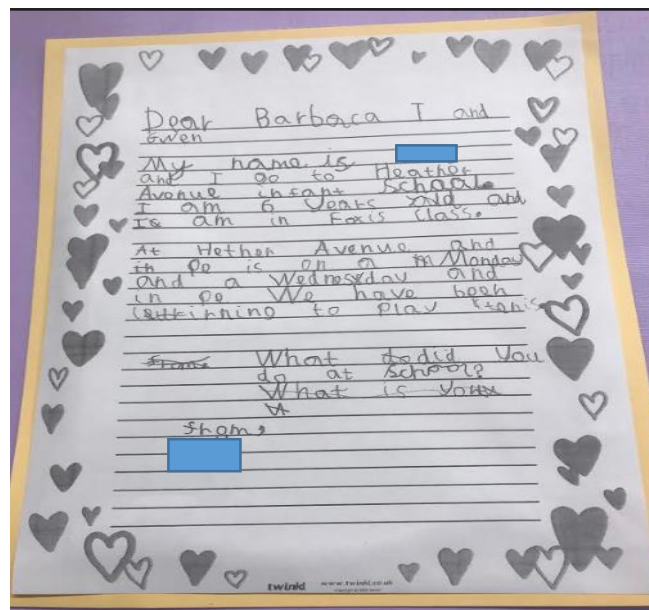 Dear Barbara I and
Gwen
My name is
and I go to Heather
Avenue infant School
I am 6 years old and
I am in Foxis Class.
At Hether Avenue and
in Pe is on a Monday
and a Wednesday and
in pe We have been
to play tenis
What did you
do at school?
What is your
from,
twinkl www.twinkl.co.uk